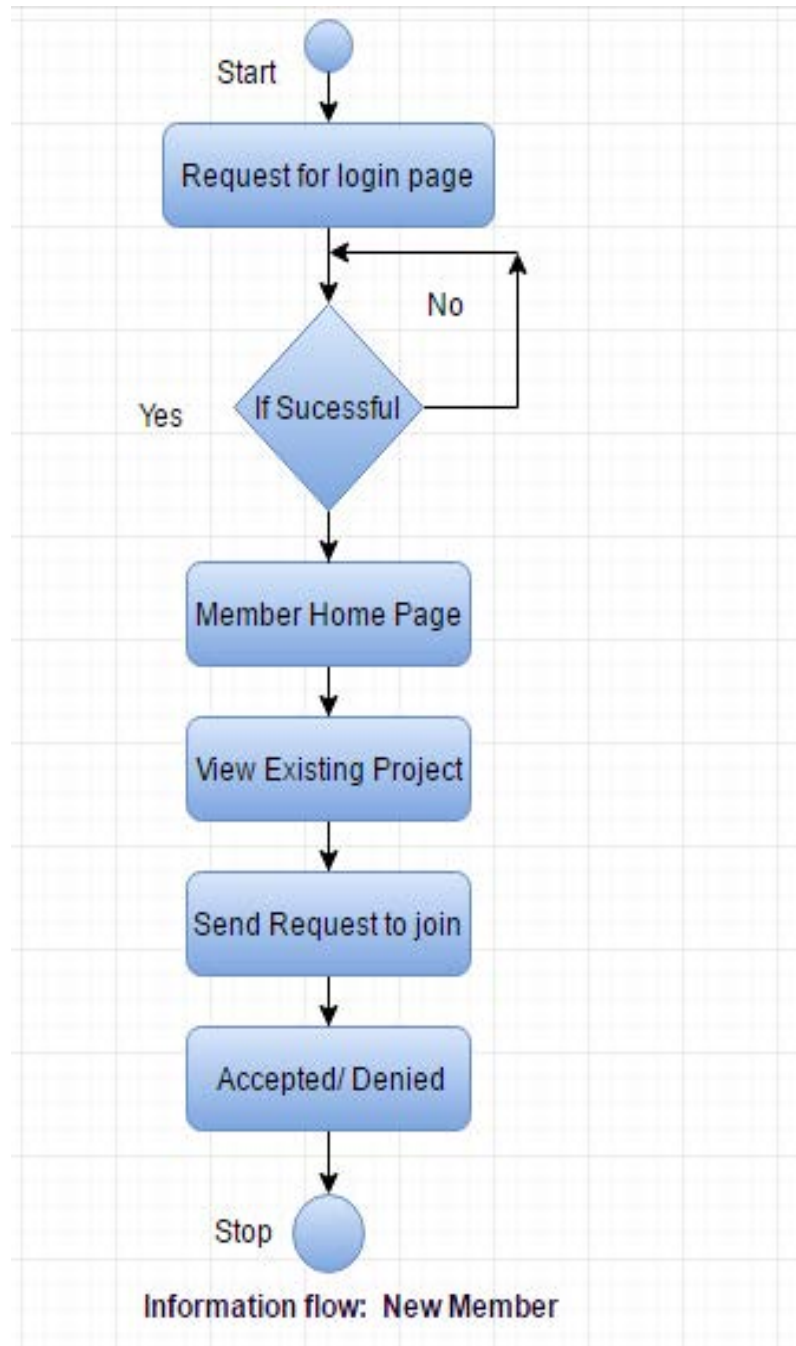 Start
Request for login page
No
Yes
If Sucessful
Member Home Page
View Existing Project
Send Request to join
Accepted/ Denied
Stop
Information flow: New Member